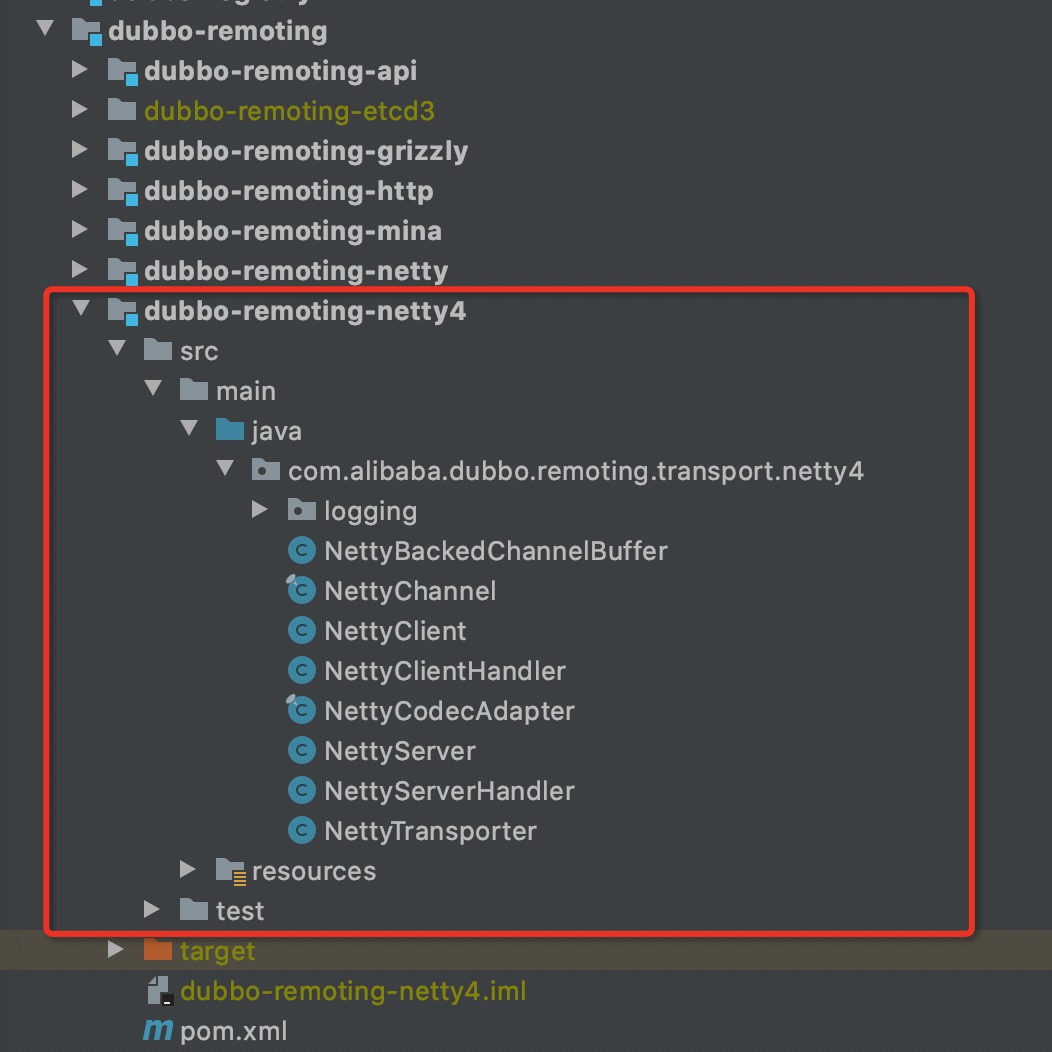 dubbo-remoting
dubbo-remoting-api
dubbo-remoting-etcd3
dubbo-remoting-grizzly
dubbo-remoting-http
dubbo-remoting-mina
dubbo-remoting-netty
dubbo-remoting-netty4
src
main
java
com.alibaba.dubbo.remoting.transport.netty4
logging
NettyBackedChannelBuffer
NettyChannel
NettyClient
NettyClientHandler
NettyCodecAdapter
NettyServer
NettyServerHandler
NettyTransporter
resources
test
target
dubbo-remoting-netty4.iml
pom.xml